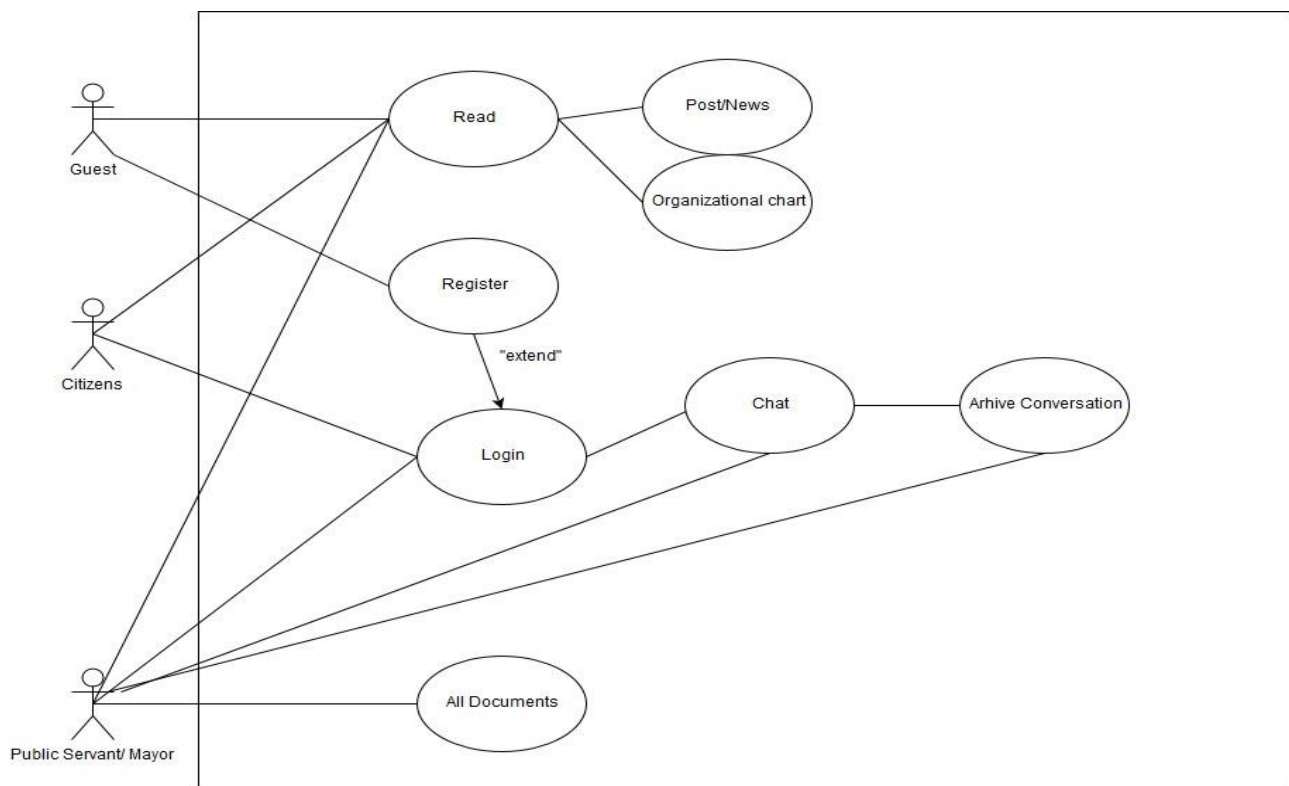 Post/News
Read
Guest
Organizational chart
Register
"extend"
Citizens
Chat
Arhive Conversation
Login
All Documents
Public Servant/ Mayor